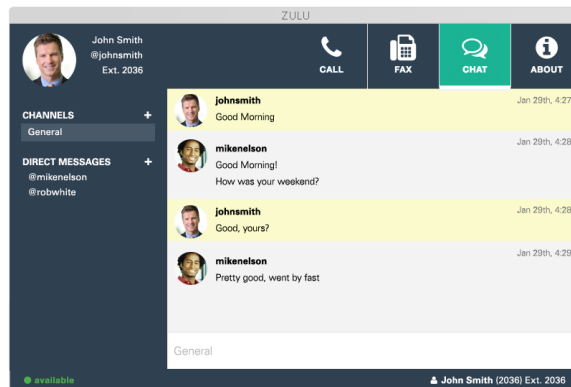 ZULU
John Smith
@johnsmith
Ext. 2036
CALL
FAX
CHAT
ABOUT
CHANNELS +
General
DIRECT MESSAGES +
@mikenelson
@robwhite
johnsmith Jan 29th, 4:27
Good Morning
mikenelson Jan 29th, 4:28
Good Morning!
How was your weekend?
johnsmith Jan 29th, 4:28
Good, yours?
mikenelson Jan 29th, 4:29
Pretty good, went by fast
General
available
John Smith (2036) Ext. 2036